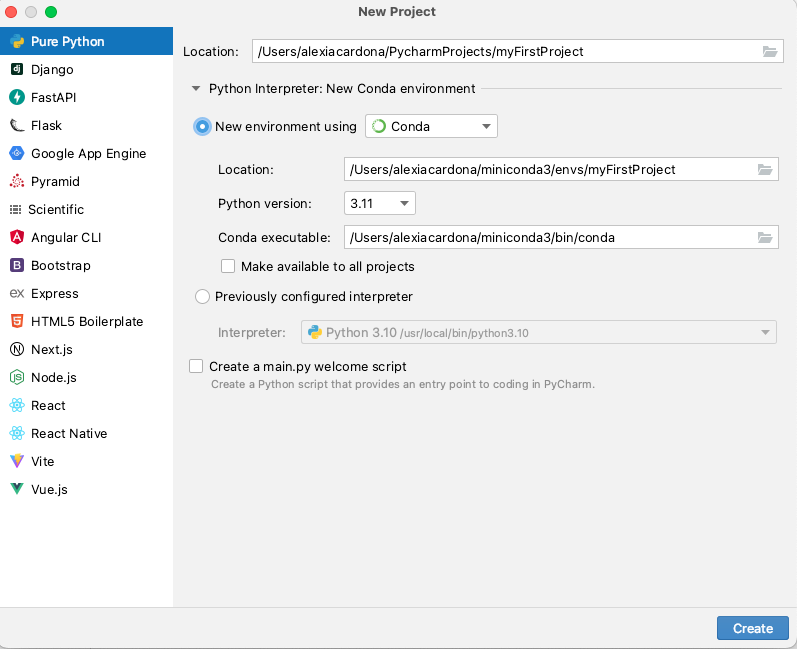 New Project
Pure Python
Django
FastAPI
Flask
Google App Engine
Pyramid
Scientific
Angular CLI
Bootstrap
Express
HTML5 Boilerplate
Next.js
Node.js
React
React Native
Vite
Vue.js
Location: /Users/alexiacardona/PycharmProjects/myFirstProject
Python Interpreter: New Conda environment
New environment using Conda
Location: /Users/alexiacardona/miniconda3/envs/myFirstProject
Python version: 3.11
Conda executable: /Users/alexiacardona/miniconda3/bin/conda
Make available to all projects
Previously configured interpreter
Interpreter: Python 3.10 /usr/local/bin/python3.10
Create a main.py welcome script
Create a Python script that provides an entry point to coding in PyCharm.
Create